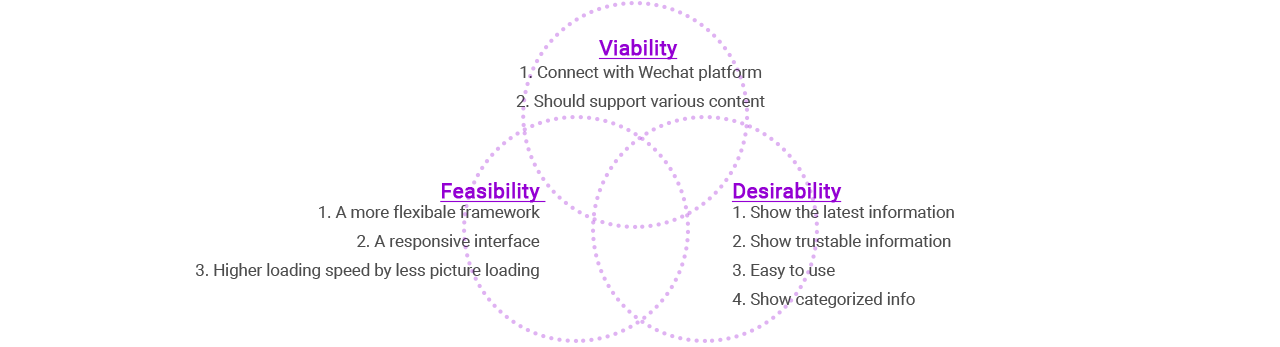 Viability
1. Connect with Wechat platform
2. Should support various content
Feasibility
1. A more flexibale framework
2. A responsive interface
3. Higher loading speed by less picture loading
Desirability
1. Show the latest information
2. Show trustable information
3. Easy to use
4. Show categorized info